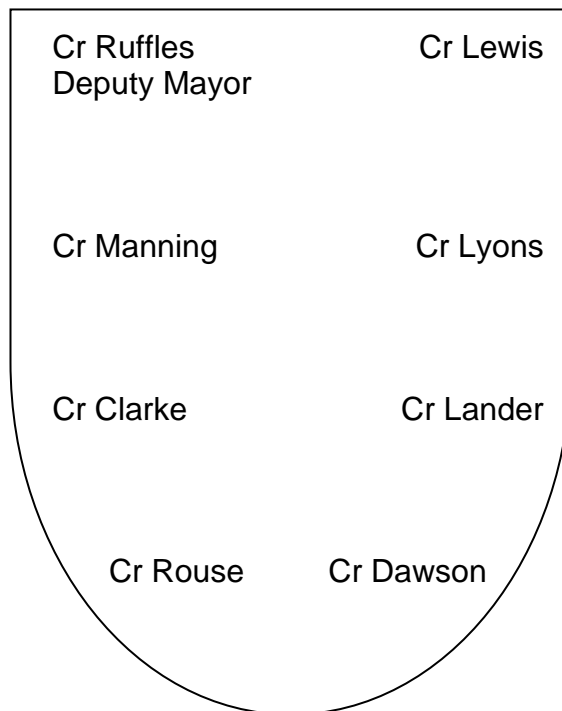 Cr Ruffles Cr Lewis
Deputy Mayor
Cr Manning Cr Lyons
Cr Clarke Cr Lander
Cr Rouse Cr Dawson